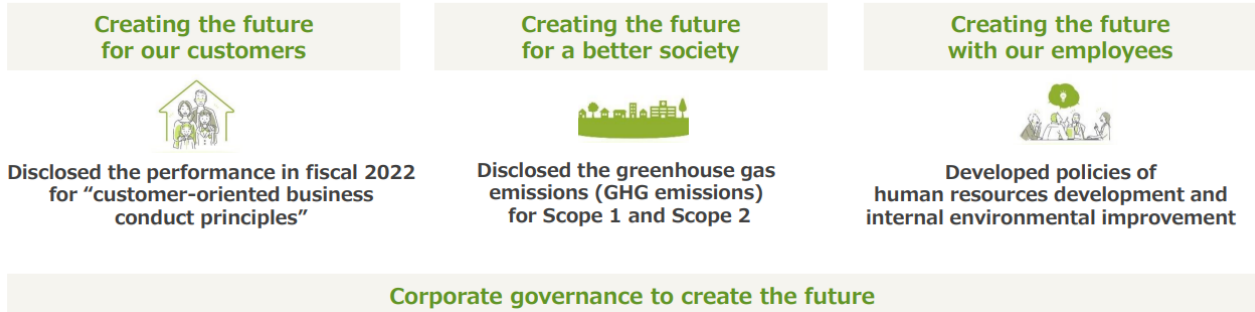 Creating the future
for our customers
Disclosed the performance in fiscal 2022
for “customer-oriented business
conduct principles”
Creating the future
for a better society
Disclosed the greenhouse gas
emissions (GHG emissions)
for Scope 1 and Scope 2
Creating the future
with our employees
Developed policies of
human resources development and
internal environmental improvement
Corporate governance to create the future